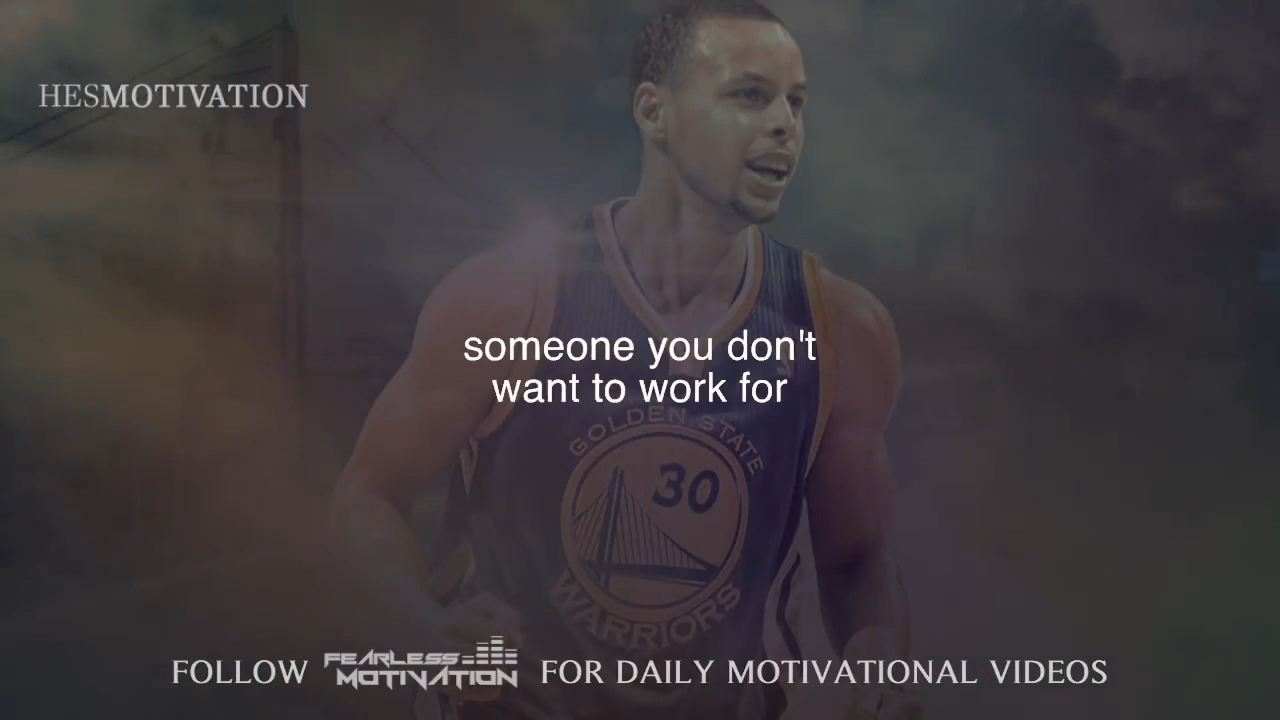 HESMOTIVATION
someone you don't
want to work for
GOLDEN STATE
30
WARRIORS
FOLLOW FEARLESS MOTIVATION FOR DAILY MOTIVATIONAL VIDEOS